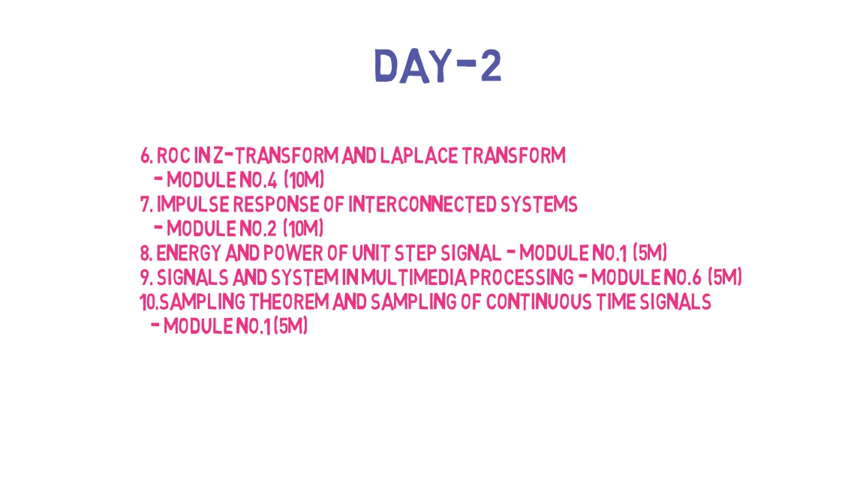 DAY-2
6. ROC IN Z-TRANSFORM AND LAPLACE TRANSFORM
- MODULE NO.4 (10M)
7. IMPULSE RESPONSE OF INTERCONNECTED SYSTEMS
- MODULE NO.2 (10M)
8. ENERGY AND POWER OF UNIT STEP SIGNAL - MODULE NO.1 (5M)
9. SIGNALS AND SYSTEM IN MULTIMEDIA PROCESSING - MODULE NO.6 (5M)
10.SAMPLING THEOREM AND SAMPLING OF CONTINUOUS TIME SIGNALS
- MODULE NO.1 (5M)